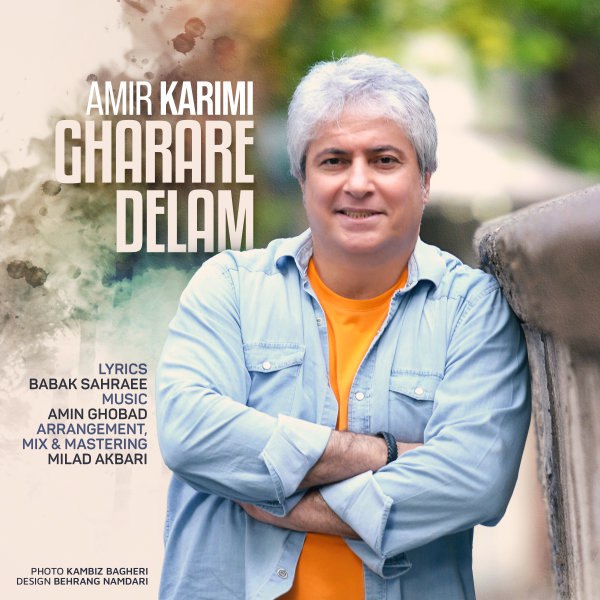 AMIR KARIMI
GHARARE
DELAM
LYRICS
BABAK SAHRAEE
MUSIC
AMIN GHOBAD
ARRANGEMENT,
MIX & MASTERING
MILAD AKBARI
PHOTO KAMBIZ BAGHERI
DESIGN BEHRANG NAMDARI